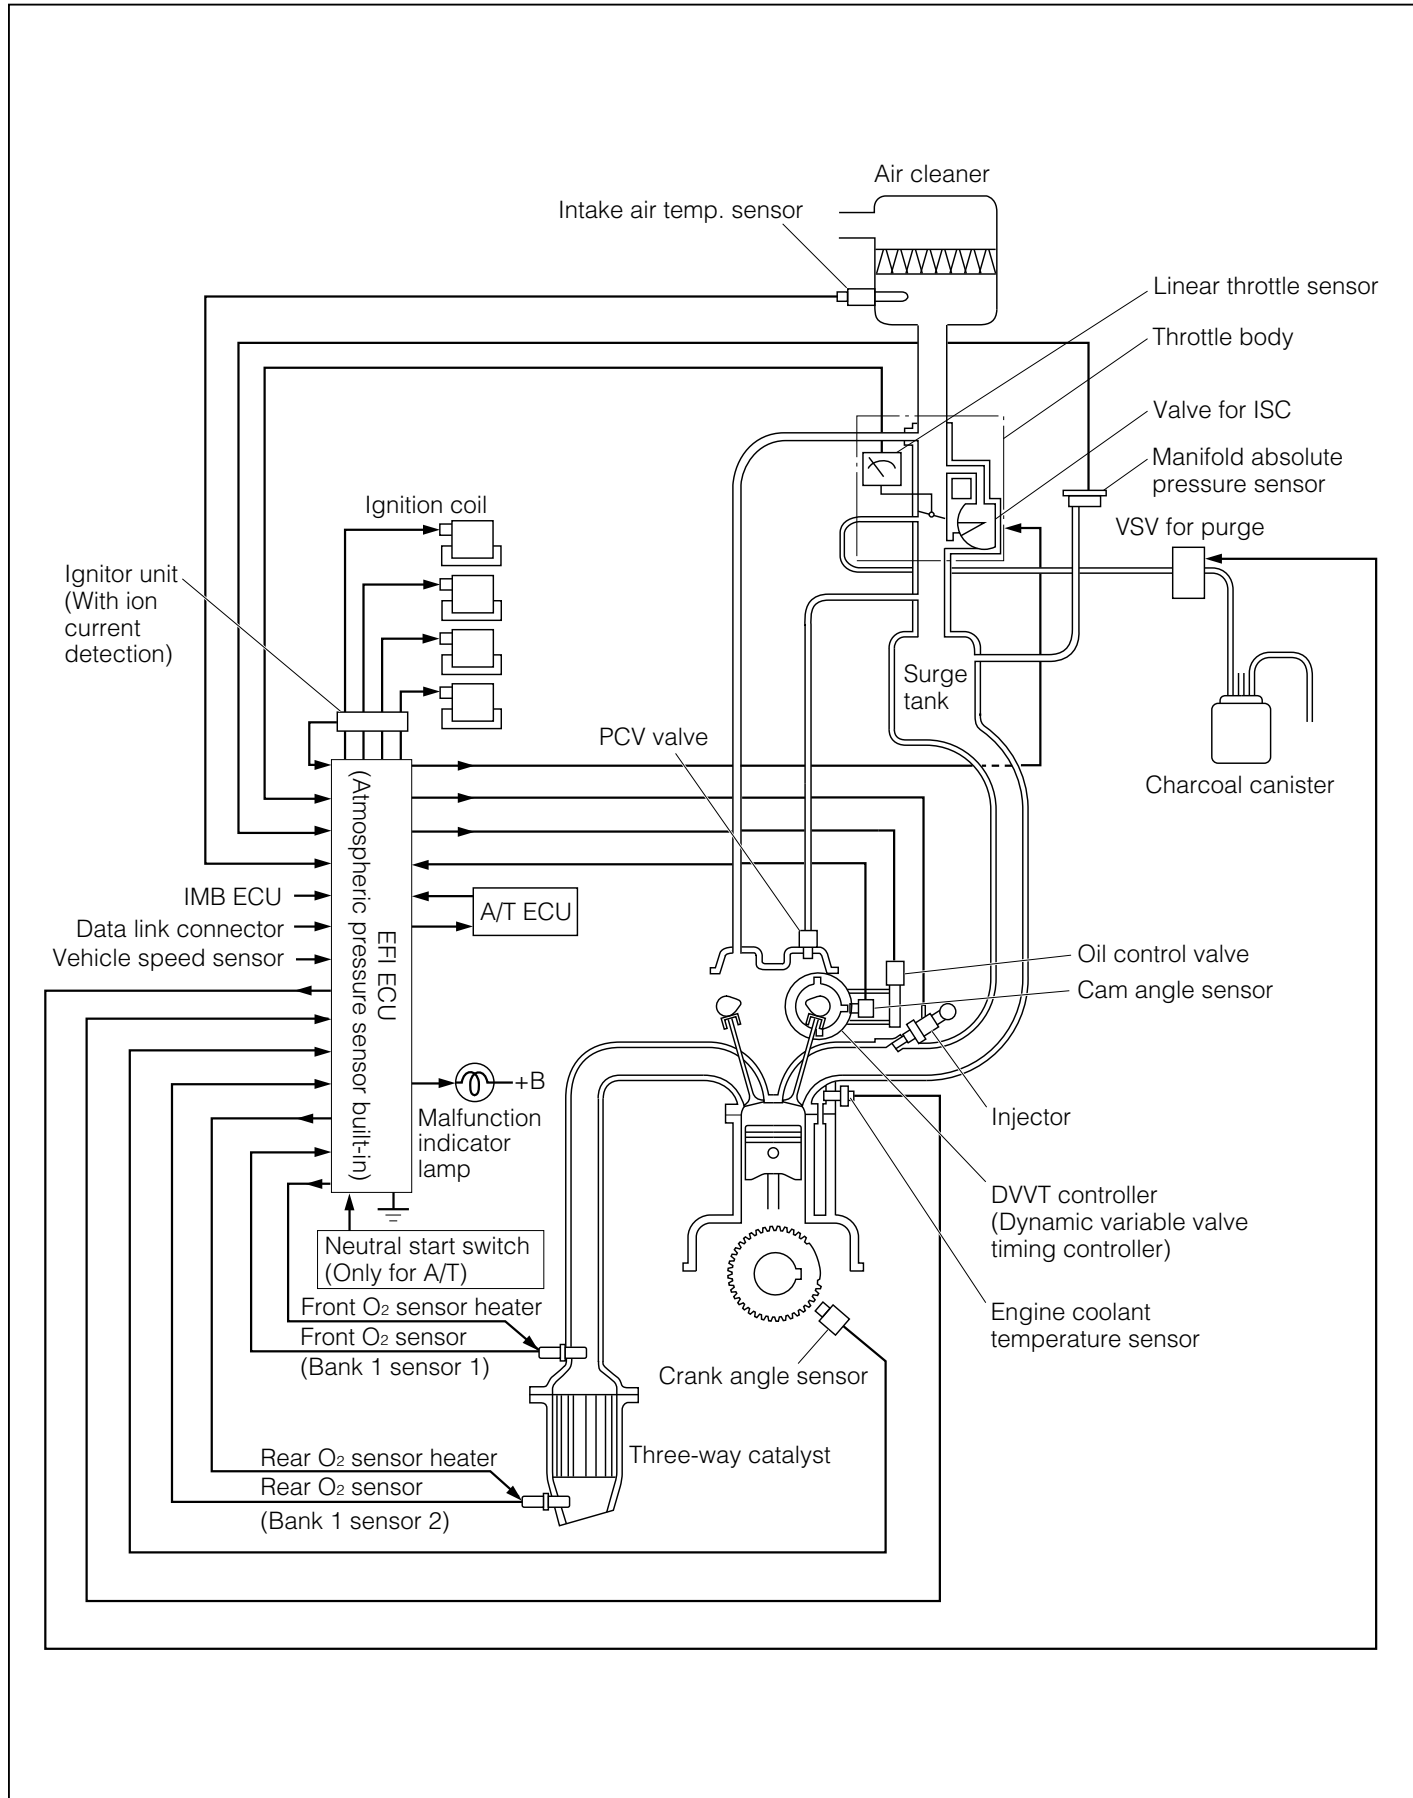 Air cleaner
Intake air temp. sensor
Linear throttle sensor
Throttle body
Valve for ISC
Manifold absolute
pressure sensor
VSV for purge
Ignition coil
Ignitor unit
(With ion
current
detection)
Surge
tank
PCV valve
Charcoal canister
(Atmospheric pressure sensor built-in)
EFI ECU
IMB ECU
A/T ECU
Data link connector
Vehicle speed sensor
Oil control valve
Cam angle sensor
+B
Malfunction
indicator
lamp
Injector
DVVT controller
(Dynamic variable valve
timing controller)
Neutral start switch
(Only for A/T)
Front O₂ sensor heater
Front O₂ sensor
(Bank 1 sensor 1)
Engine coolant
temperature sensor
Crank angle sensor
Three-way catalyst
Rear O₂ sensor heater
Rear O₂ sensor
(Bank 1 sensor 2)